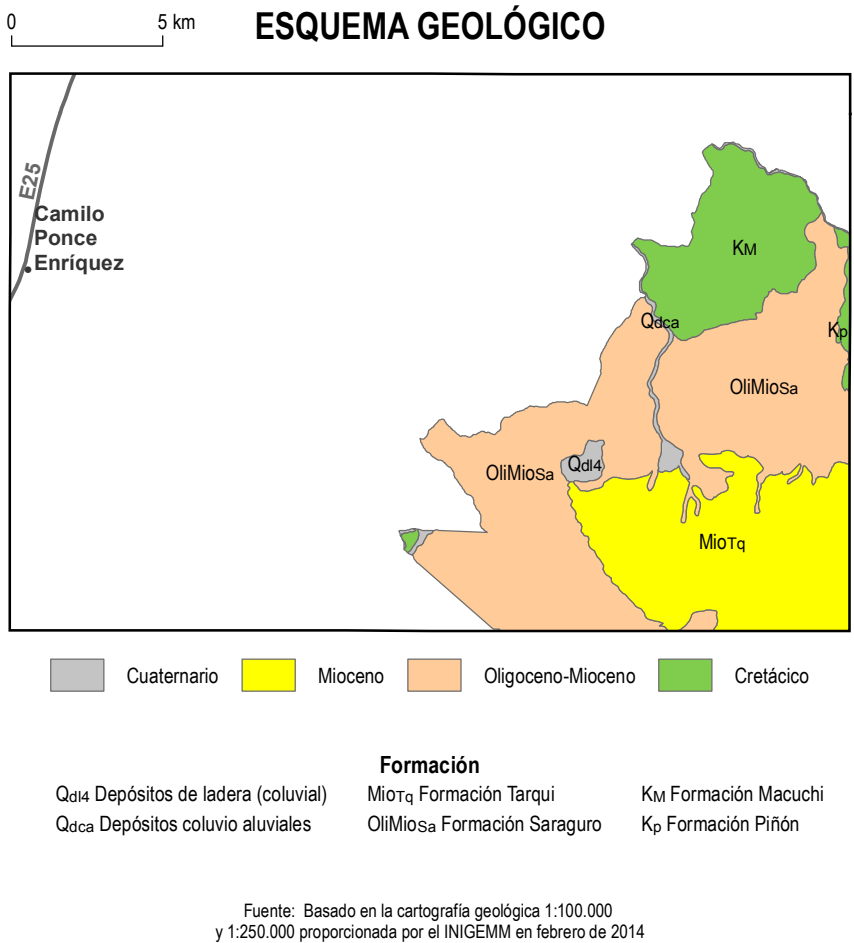 0 5 km
ESQUEMA GEOLÓGICO
E25
Camilo
Ponce
Enríquez
KM
Qdca
Kp
OliMioSa
OliMioSa
Qdl4
MioTq
Cuaternario Mioceno Oligoceno-Mioceno Cretácico
Formación
Qdl4 Depósitos de ladera (coluvial) MioTq Formación Tarqui KM Formación Macuchi
Qdca Depósitos coluvio aluviales OliMioSa Formación Saraguro Kp Formación Piñón
Fuente: Basado en la cartografía geológica 1:100.000
y 1:250.000 proporcionada por el INIGEMM en febrero de 2014